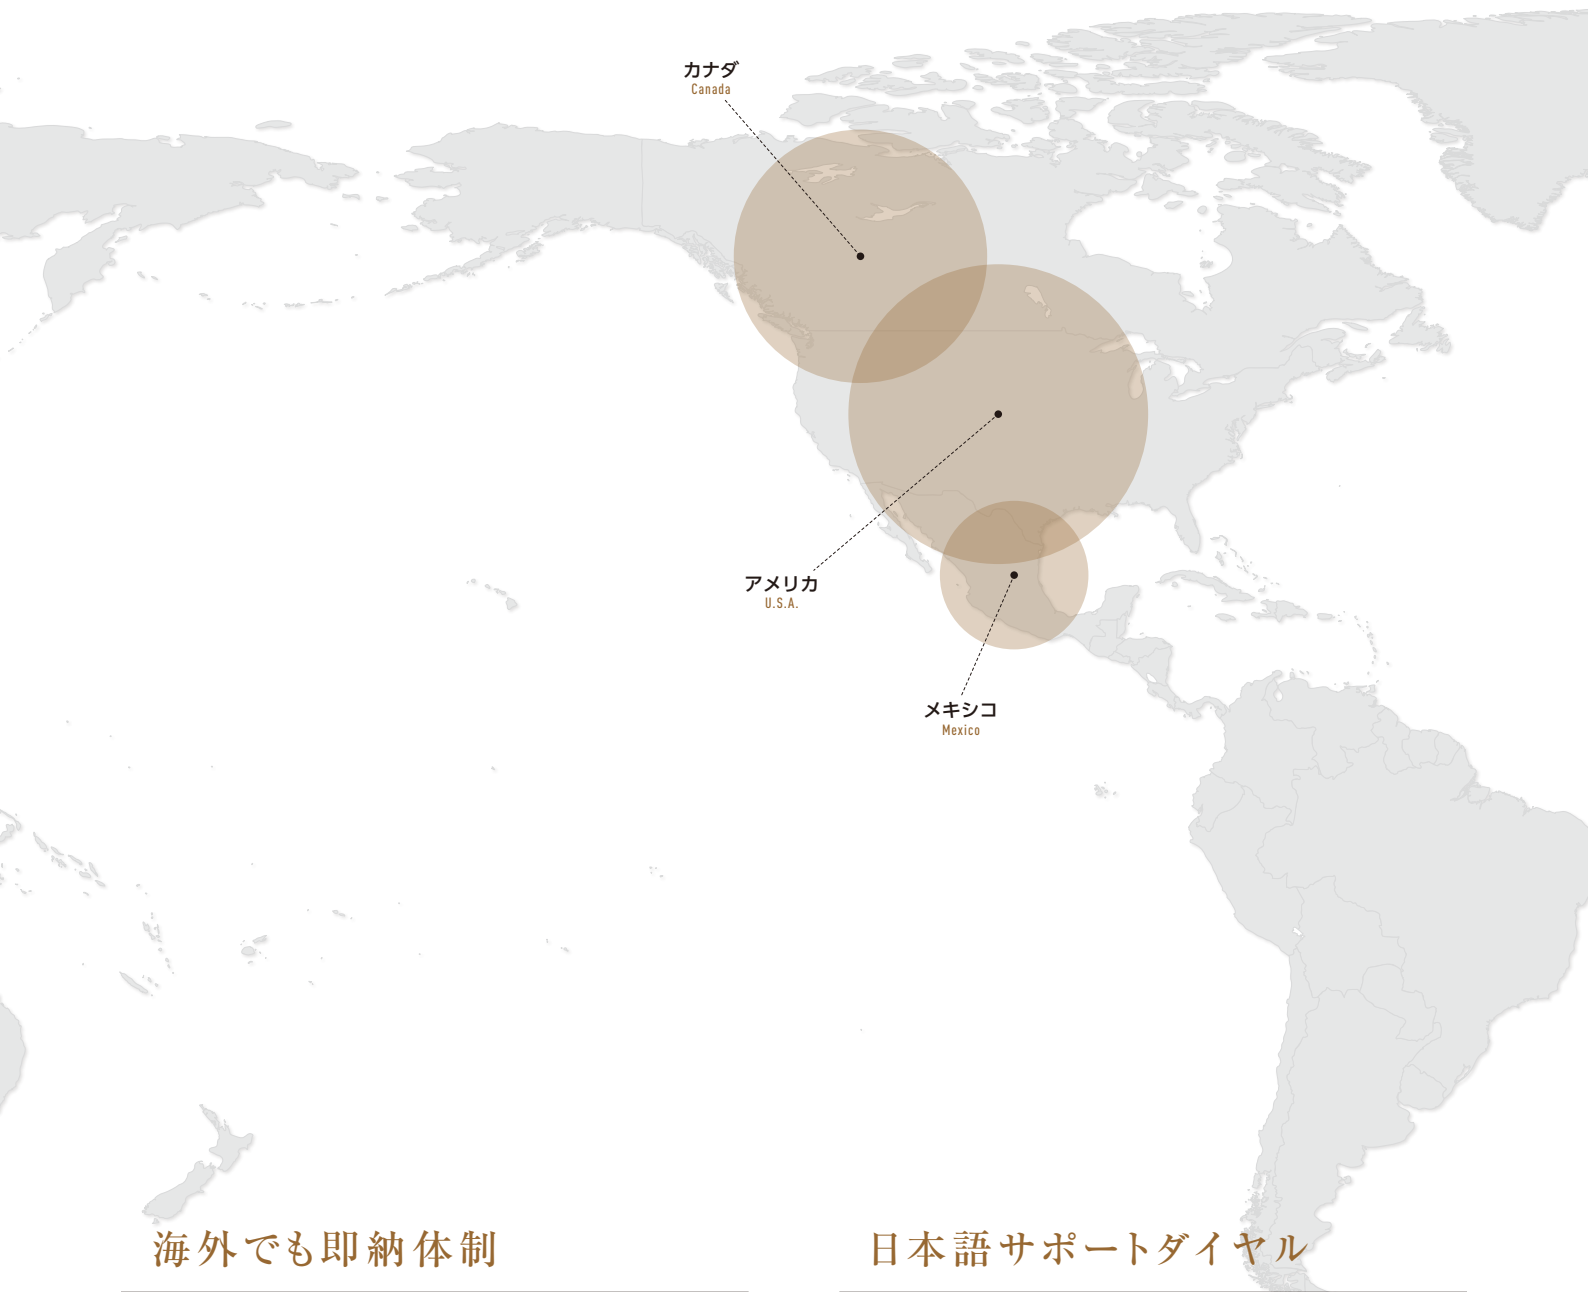 カナダ
Canada
アメリカ
U.S.A.
メキシコ
Mexico
海外でも即納体制
日本語サポートダイヤル